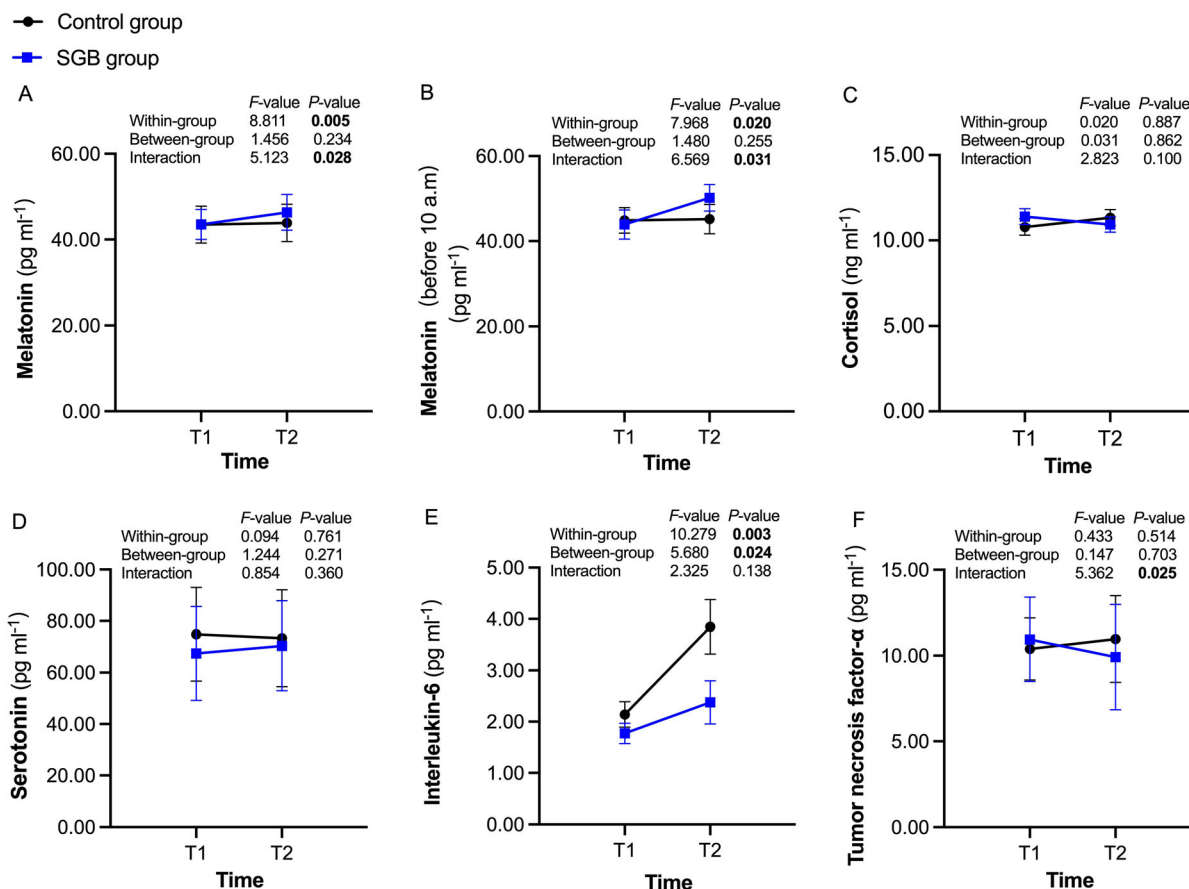 Control group
SGB group
A
F-value P-value
Within-group 8.811 0.005
Between-group 1.456 0.234
Interaction 5.123 0.028
60.00
40.00
20.00
0.00
Melatonin (pg ml⁻¹)
T1 T2
Time
B
F-value P-value
Within-group 7.968 0.020
Between-group 1.480 0.255
Interaction 6.569 0.031
60.00
40.00
20.00
0.00
Melatonin (before 10 a.m)
(pg ml⁻¹)
T1 T2
Time
C
F-value P-value
Within-group 0.020 0.887
Between-group 0.031 0.862
Interaction 2.823 0.100
15.00
10.00
5.00
0.00
Cortisol (ng ml⁻¹)
T1 T2
Time
D
F-value P-value
Within-group 0.094 0.761
Between-group 1.244 0.271
Interaction 0.854 0.360
100.00
80.00
60.00
40.00
20.00
0.00
Serotonin (pg ml⁻¹)
T1 T2
Time
E
F-value P-value
Within-group 10.279 0.003
Between-group 5.680 0.024
Interaction 2.325 0.138
5.00
4.00
3.00
2.00
1.00
0.00
Interleukin-6 (pg ml⁻¹)
T1 T2
Time
F
F-value P-value
Within-group 0.433 0.514
Between-group 0.147 0.703
Interaction 5.362 0.025
15.00
10.00
5.00
0.00
Tumor necrosis factor-α (pg ml⁻¹)
T1 T2
Time